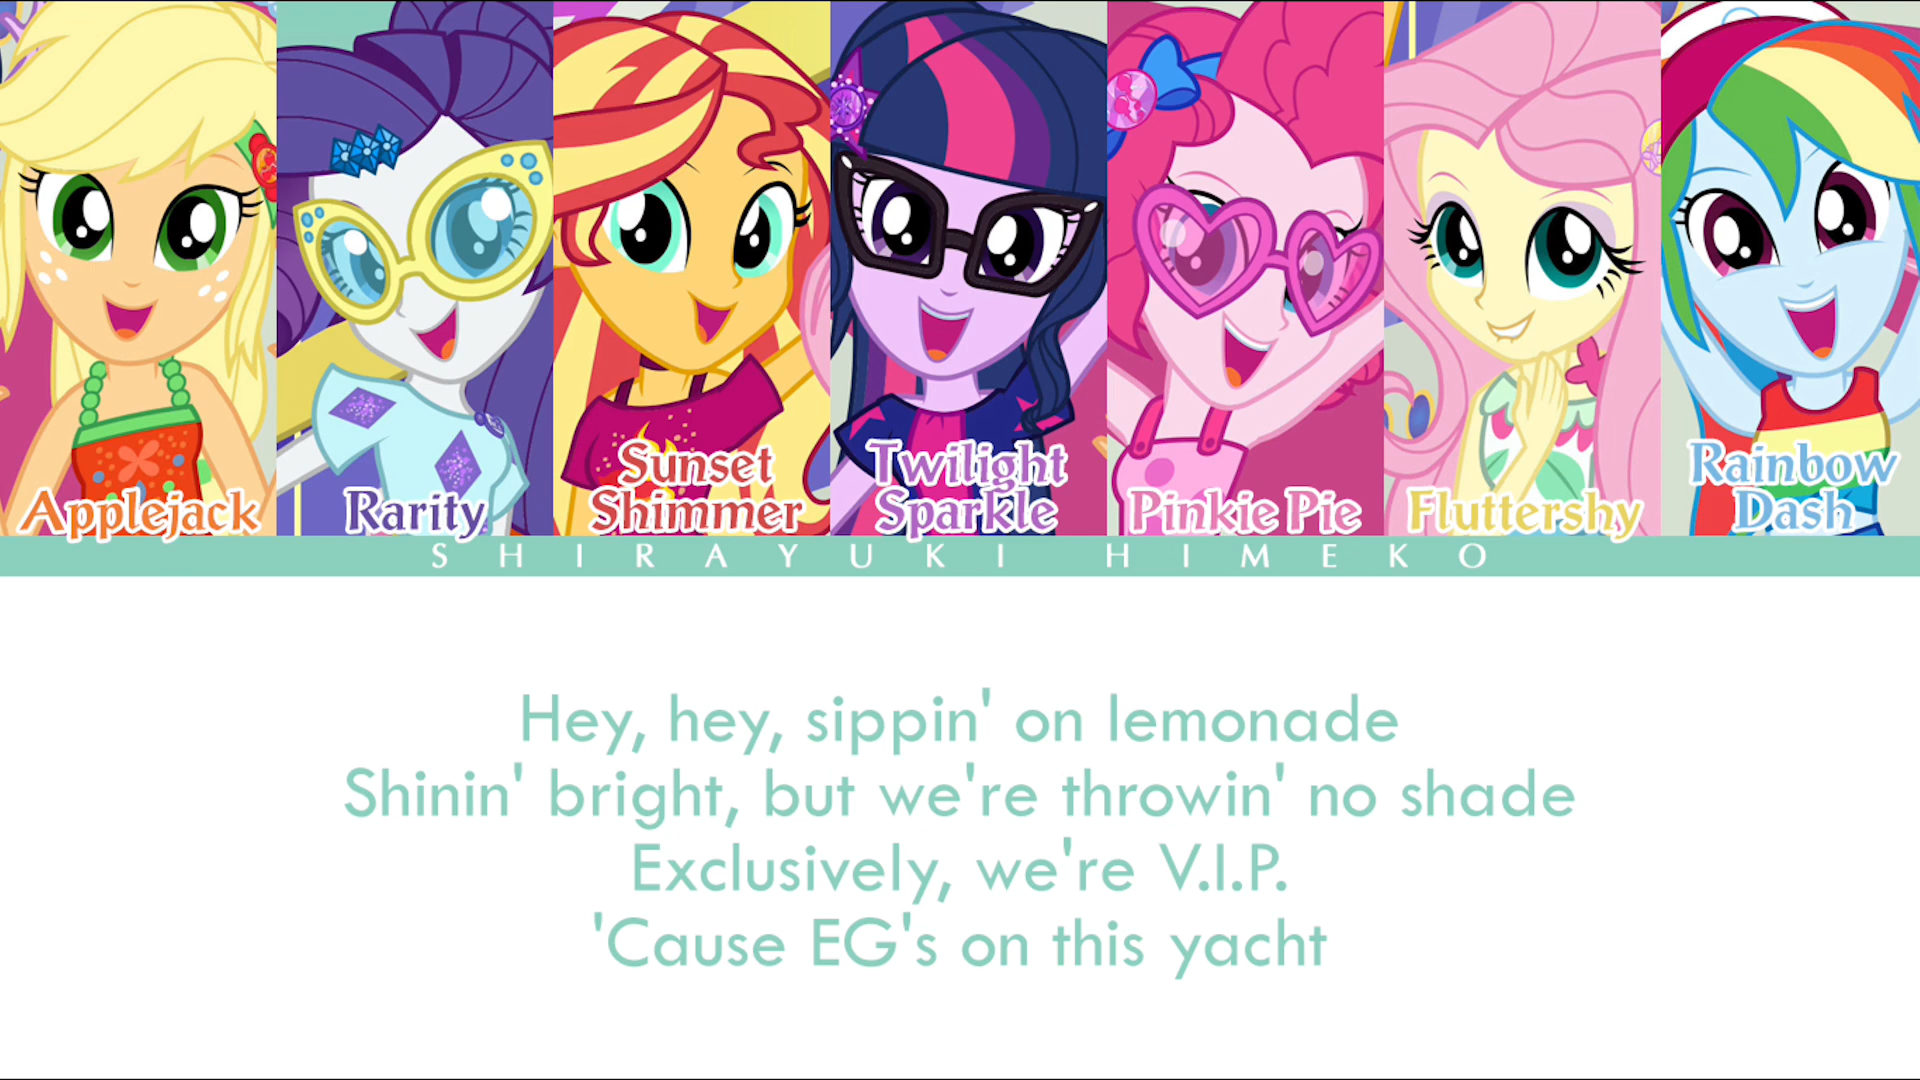 Applejack
Rarity
Sunset
Shimmer
Twilight
Sparkle
Pinkie Pie
Fluttershy
Rainbow
Dash
SHIRAYUKI HIMEKO
Hey, hey, sippin' on lemonade
Shinin' bright, but we're throwin' no shade
Exclusively, we're V.I.P.
'Cause EG's on this yacht